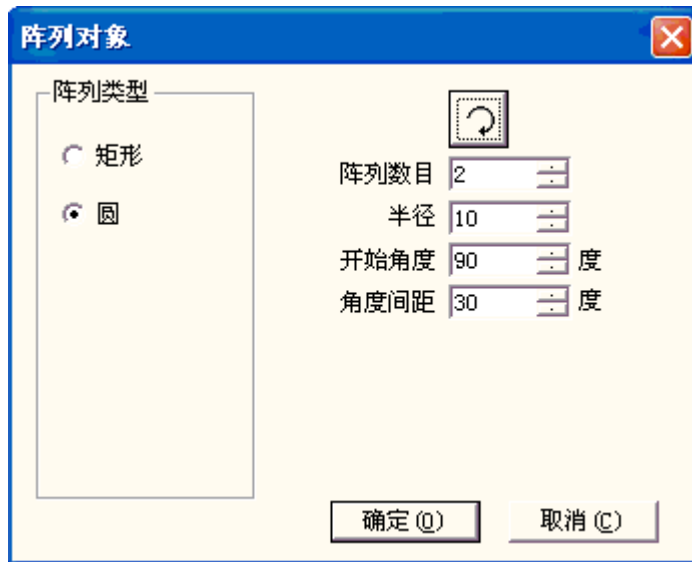 阵列对象
阵列类型
矩形
圆
阵列数目 2
半径 10
开始角度 90 度
角度间距 30 度
确定(O) 取消(C)